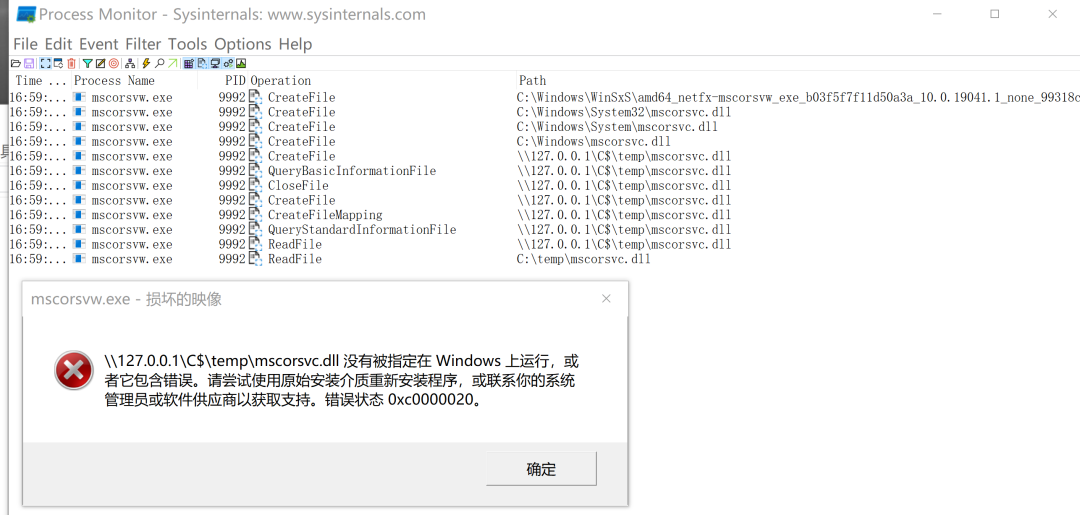 Process Monitor - Sysinternals: www.sysinternals.com
File Edit Event Filter Tools Options Help
Time ... Process Name PID Operation Path
16:59:... mscorsvw.exe 9992 CreateFile C:\Windows\WinSxS\amd64_netfx-mscorsvw_exe_b03f5f7f11d50a3a_10.0.19041.1_none_99318c
16:59:... mscorsvw.exe 9992 CreateFile C:\Windows\System32\mscorsvc.dll
16:59:... mscorsvw.exe 9992 CreateFile C:\Windows\System\mscorsvc.dll
16:59:... mscorsvw.exe 9992 CreateFile C:\Windows\mscorsvc.dll
16:59:... mscorsvw.exe 9992 CreateFile \\127.0.0.1\C$\temp\mscorsvc.dll
16:59:... mscorsvw.exe 9992 QueryBasicInformationFile \\127.0.0.1\C$\temp\mscorsvc.dll
16:59:... mscorsvw.exe 9992 CloseFile \\127.0.0.1\C$\temp\mscorsvc.dll
16:59:... mscorsvw.exe 9992 CreateFile \\127.0.0.1\C$\temp\mscorsvc.dll
16:59:... mscorsvw.exe 9992 CreateFileMapping \\127.0.0.1\C$\temp\mscorsvc.dll
16:59:... mscorsvw.exe 9992 QueryStandardInformationFile \\127.0.0.1\C$\temp\mscorsvc.dll
16:59:... mscorsvw.exe 9992 ReadFile \\127.0.0.1\C$\temp\mscorsvc.dll
16:59:... mscorsvw.exe 9992 ReadFile C:\temp\mscorsvc.dll
mscorsvw.exe - 损坏的映像
\\127.0.0.1\C$\temp\mscorsvc.dll 没有被指定在 Windows 上运行，或
者它包含错误。请尝试使用原始安装介质重新安装程序，或联系你的系统
管理员或软件供应商以获取支持。错误状态 0xc0000020。
确定